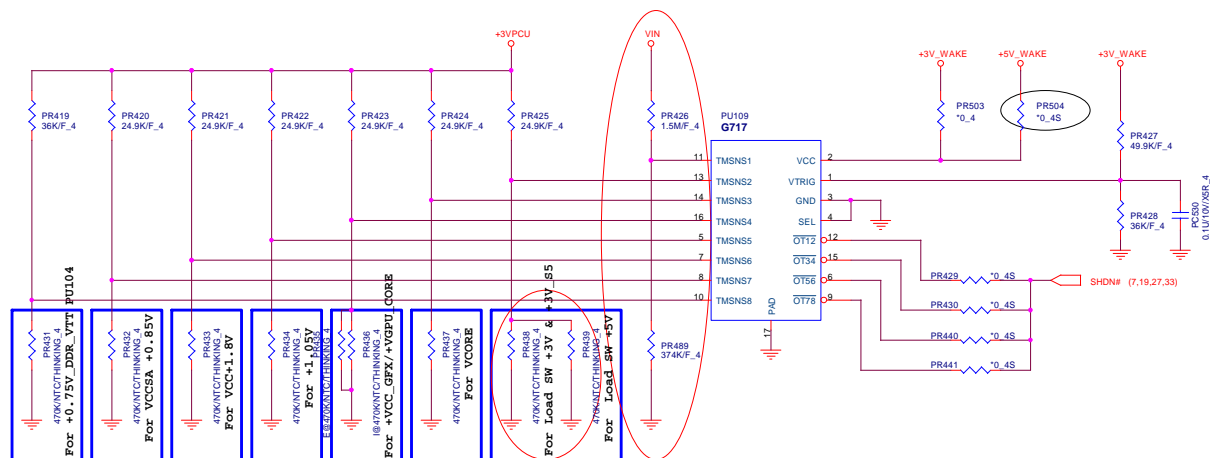 +3VPCU
VIN
+3V_WAKE
+5V_WAKE
+3V_WAKE
PR419
36K/F_4
PR420
24.9K/F_4
PR421
24.9K/F_4
PR422
24.9K/F_4
PR423
24.9K/F_4
PR424
24.9K/F_4
PR425
24.9K/F_4
PR426
1.5M/F_4
PU109
G717
PR503
*0_4
PR504
*0_4S
PR427
49.9K/F_4
11
TMSNS1
13
TMSNS2
14
TMSNS3
16
TMSNS4
5
TMSNS5
7
TMSNS6
8
TMSNS7
10
TMSNS8
VCC
2
VTRIG
1
GND
3
SEL
4
OT12
12
OT34
15
OT56
6
OT78
9
PAD
17
PR428
36K/F_4
PC530
0.1U/10V/X5R_4
PR429
*0_4S
PR430
*0_4S
PR440
*0_4S
PR441
*0_4S
SHDN# (7,19,27,33)
PR431
470K/NTC/THINKING_4
For +0.75V_DDR_VTT PU104
PR432
470K/NTC/THINKING_4
For VCCSA +0.85V
PR433
470K/NTC/THINKING_4
For VCC+1.8V
PR434
470K/NTC/THINKING_4
For +1.05V
PR435
E@470K/NTC/THINKING_4
PR436
I@470K/NTC/THINKING_4
For +VCC_GFX/+VGPU_CORE
PR437
470K/NTC/THINKING_4
For VCORE
PR438
470K/NTC/THINKING_4
For Load SW +3V & +3V_S5
PR439
470K/NTC/THINKING_4
For Load SW +5V
PR489
374K/F_4